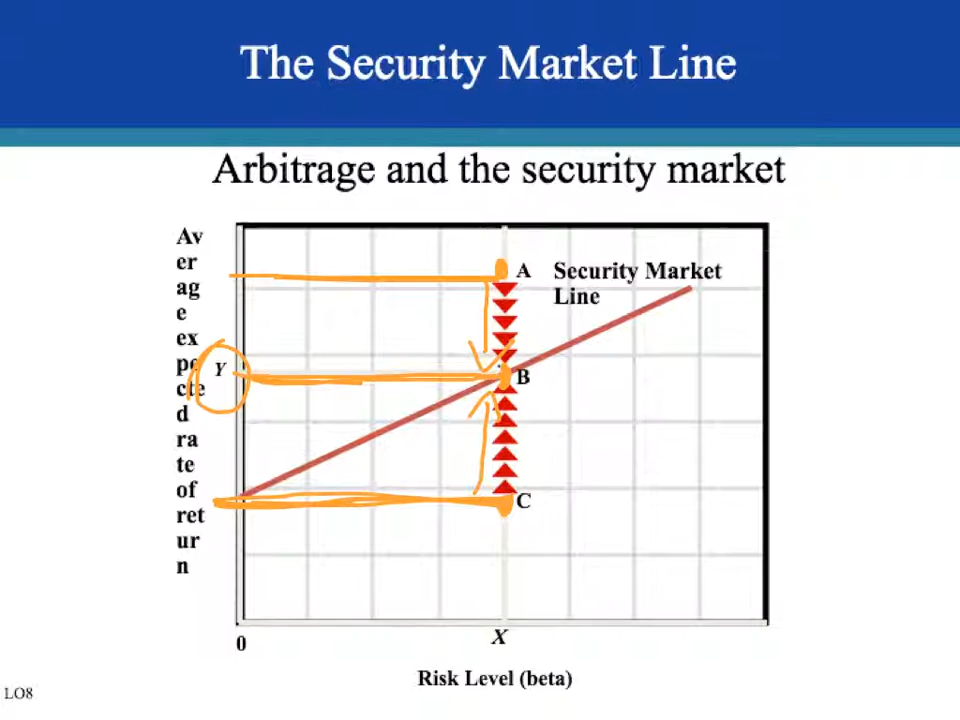 The Security Market Line
Arbitrage and the security market
Av
er
ag
e
ex
pe
cte
d
ra
te
of
ret
ur
n
Y
A
Security Market
Line
B
C
0
X
Risk Level (beta)
LO8